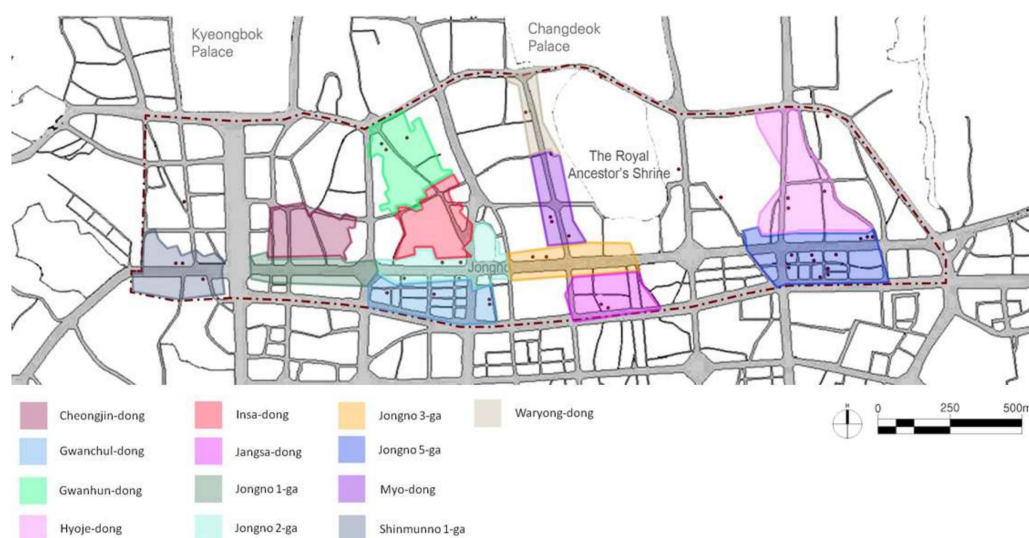 Kyeongbok
Palace
Changdeok
Palace
The Royal
Ancestor's Shrine
Jongno
Cheongjin-dong
Gwanchul-dong
Gwanhun-dong
Hyoje-dong
Insa-dong
Jangsa-dong
Jongno 1-ga
Jongno 2-ga
Jongno 3-ga
Jongno 5-ga
Myo-dong
Shinmunno 1-ga
Waryong-dong
N
0 250 500m